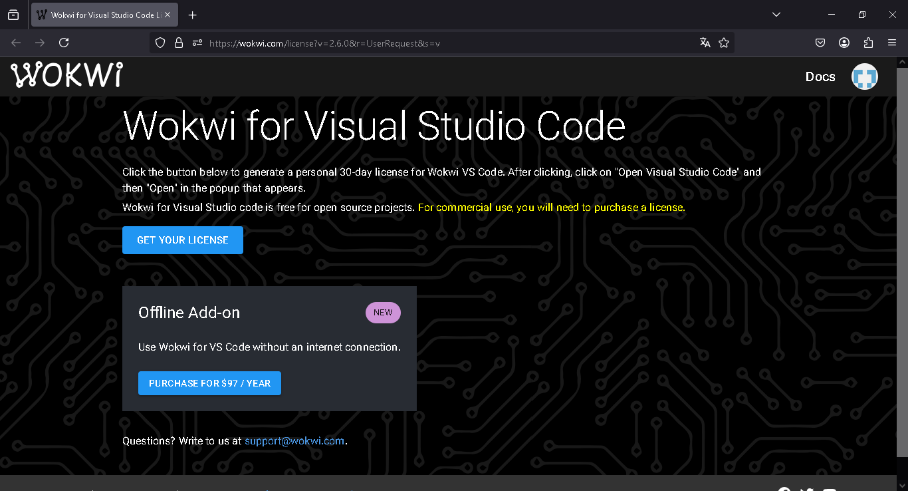 Wokwi for Visual Studio Code Li
https://wokwi.com/license?v=2.6.0&r=UserRequest&s=v
WOKWI
Docs
Wokwi for Visual Studio Code
Click the button below to generate a personal 30-day license for Wokwi VS Code. After clicking, click on "Open Visual Studio Code" and
then "Open" in the popup that appears.
Wokwi for Visual Studio code is free for open source projects. For commercial use, you will need to purchase a license.
GET YOUR LICENSE
Offline Add-on
NEW
Use Wokwi for VS Code without an internet connection.
PURCHASE FOR $97 / YEAR
Questions? Write to us at support@wokwi.com.